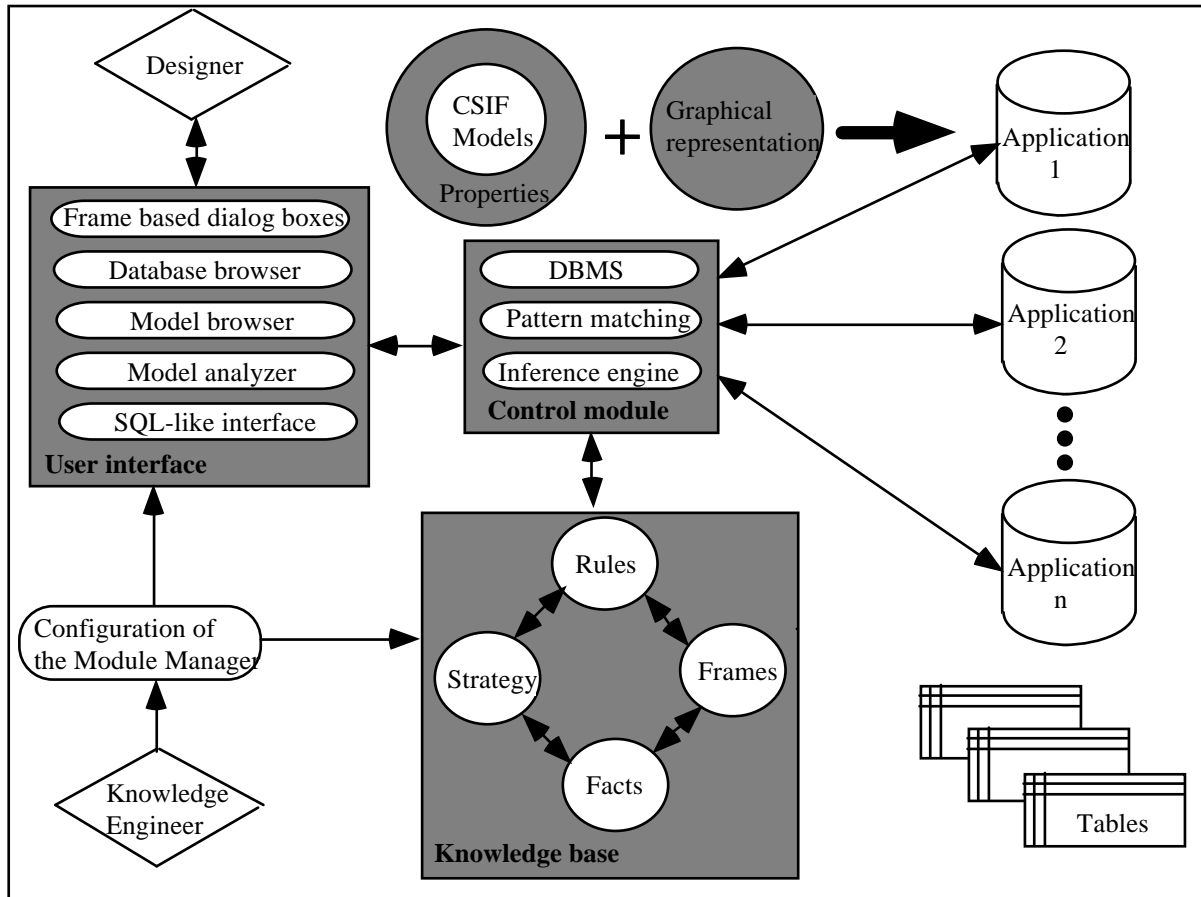 Designer
CSIF
Models
Properties
Graphical
representation
Application
1
Frame based dialog boxes
Database browser
Model browser
Model analyzer
SQL-like interface
User interface
DBMS
Pattern matching
Inference engine
Control module
Application
2
Application
n
Configuration of
the Module Manager
Knowledge
Engineer
Rules
Strategy
Frames
Facts
Knowledge base
Tables